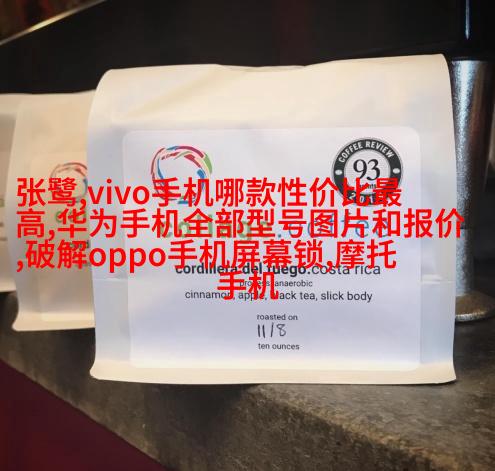 张鹭,vivo手机哪款性价比最
高,华为手机全部型号图片和报价
,破解oppo手机屏幕锁,摩托
手机
COFFEE REVIEW
93
cordillera del fuego.costa rica
process.anaerobic
cinnamon, apple, black tea, slick body
roasted on
11/8
ten ounces